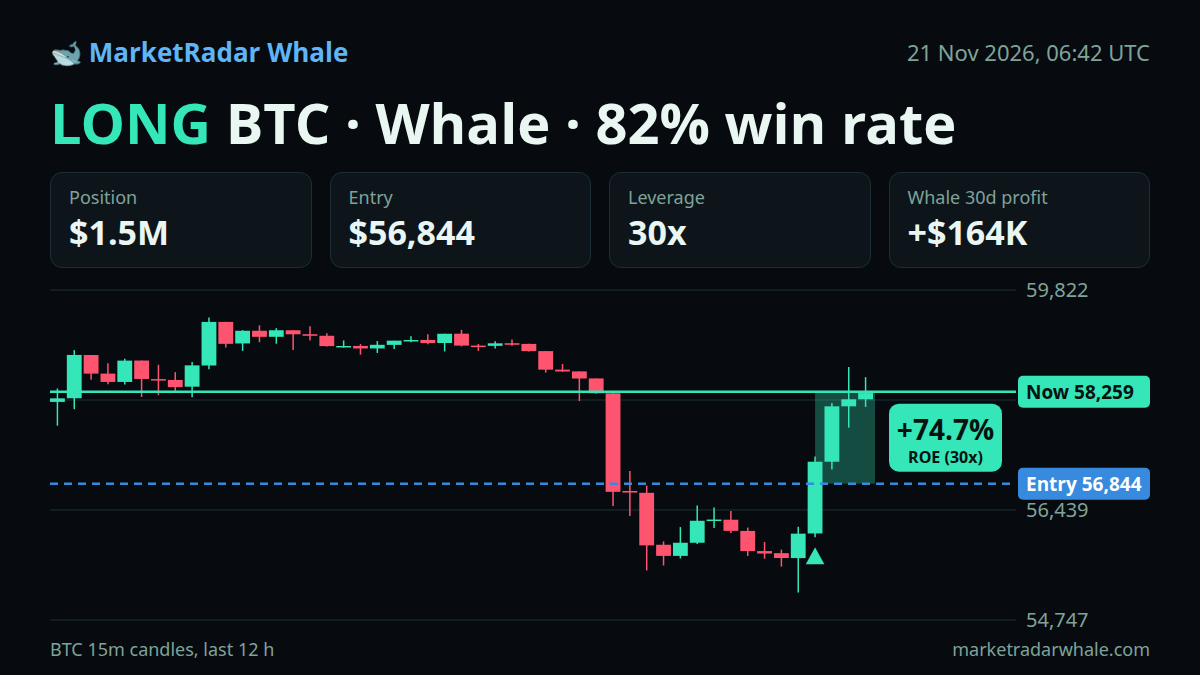 🐋 MarketRadar Whale
21 Nov 2026, 06:42 UTC
LONG BTC · Whale · 82% win rate
Position
$1.5M
Entry
$56,844
Leverage
30x
Whale 30d profit
+$164K
59,822
Now 58,259
+74.7%
ROE (30x)
Entry 56,844
56,439
54,747
BTC 15m candles, last 12 h
marketradarwhale.com